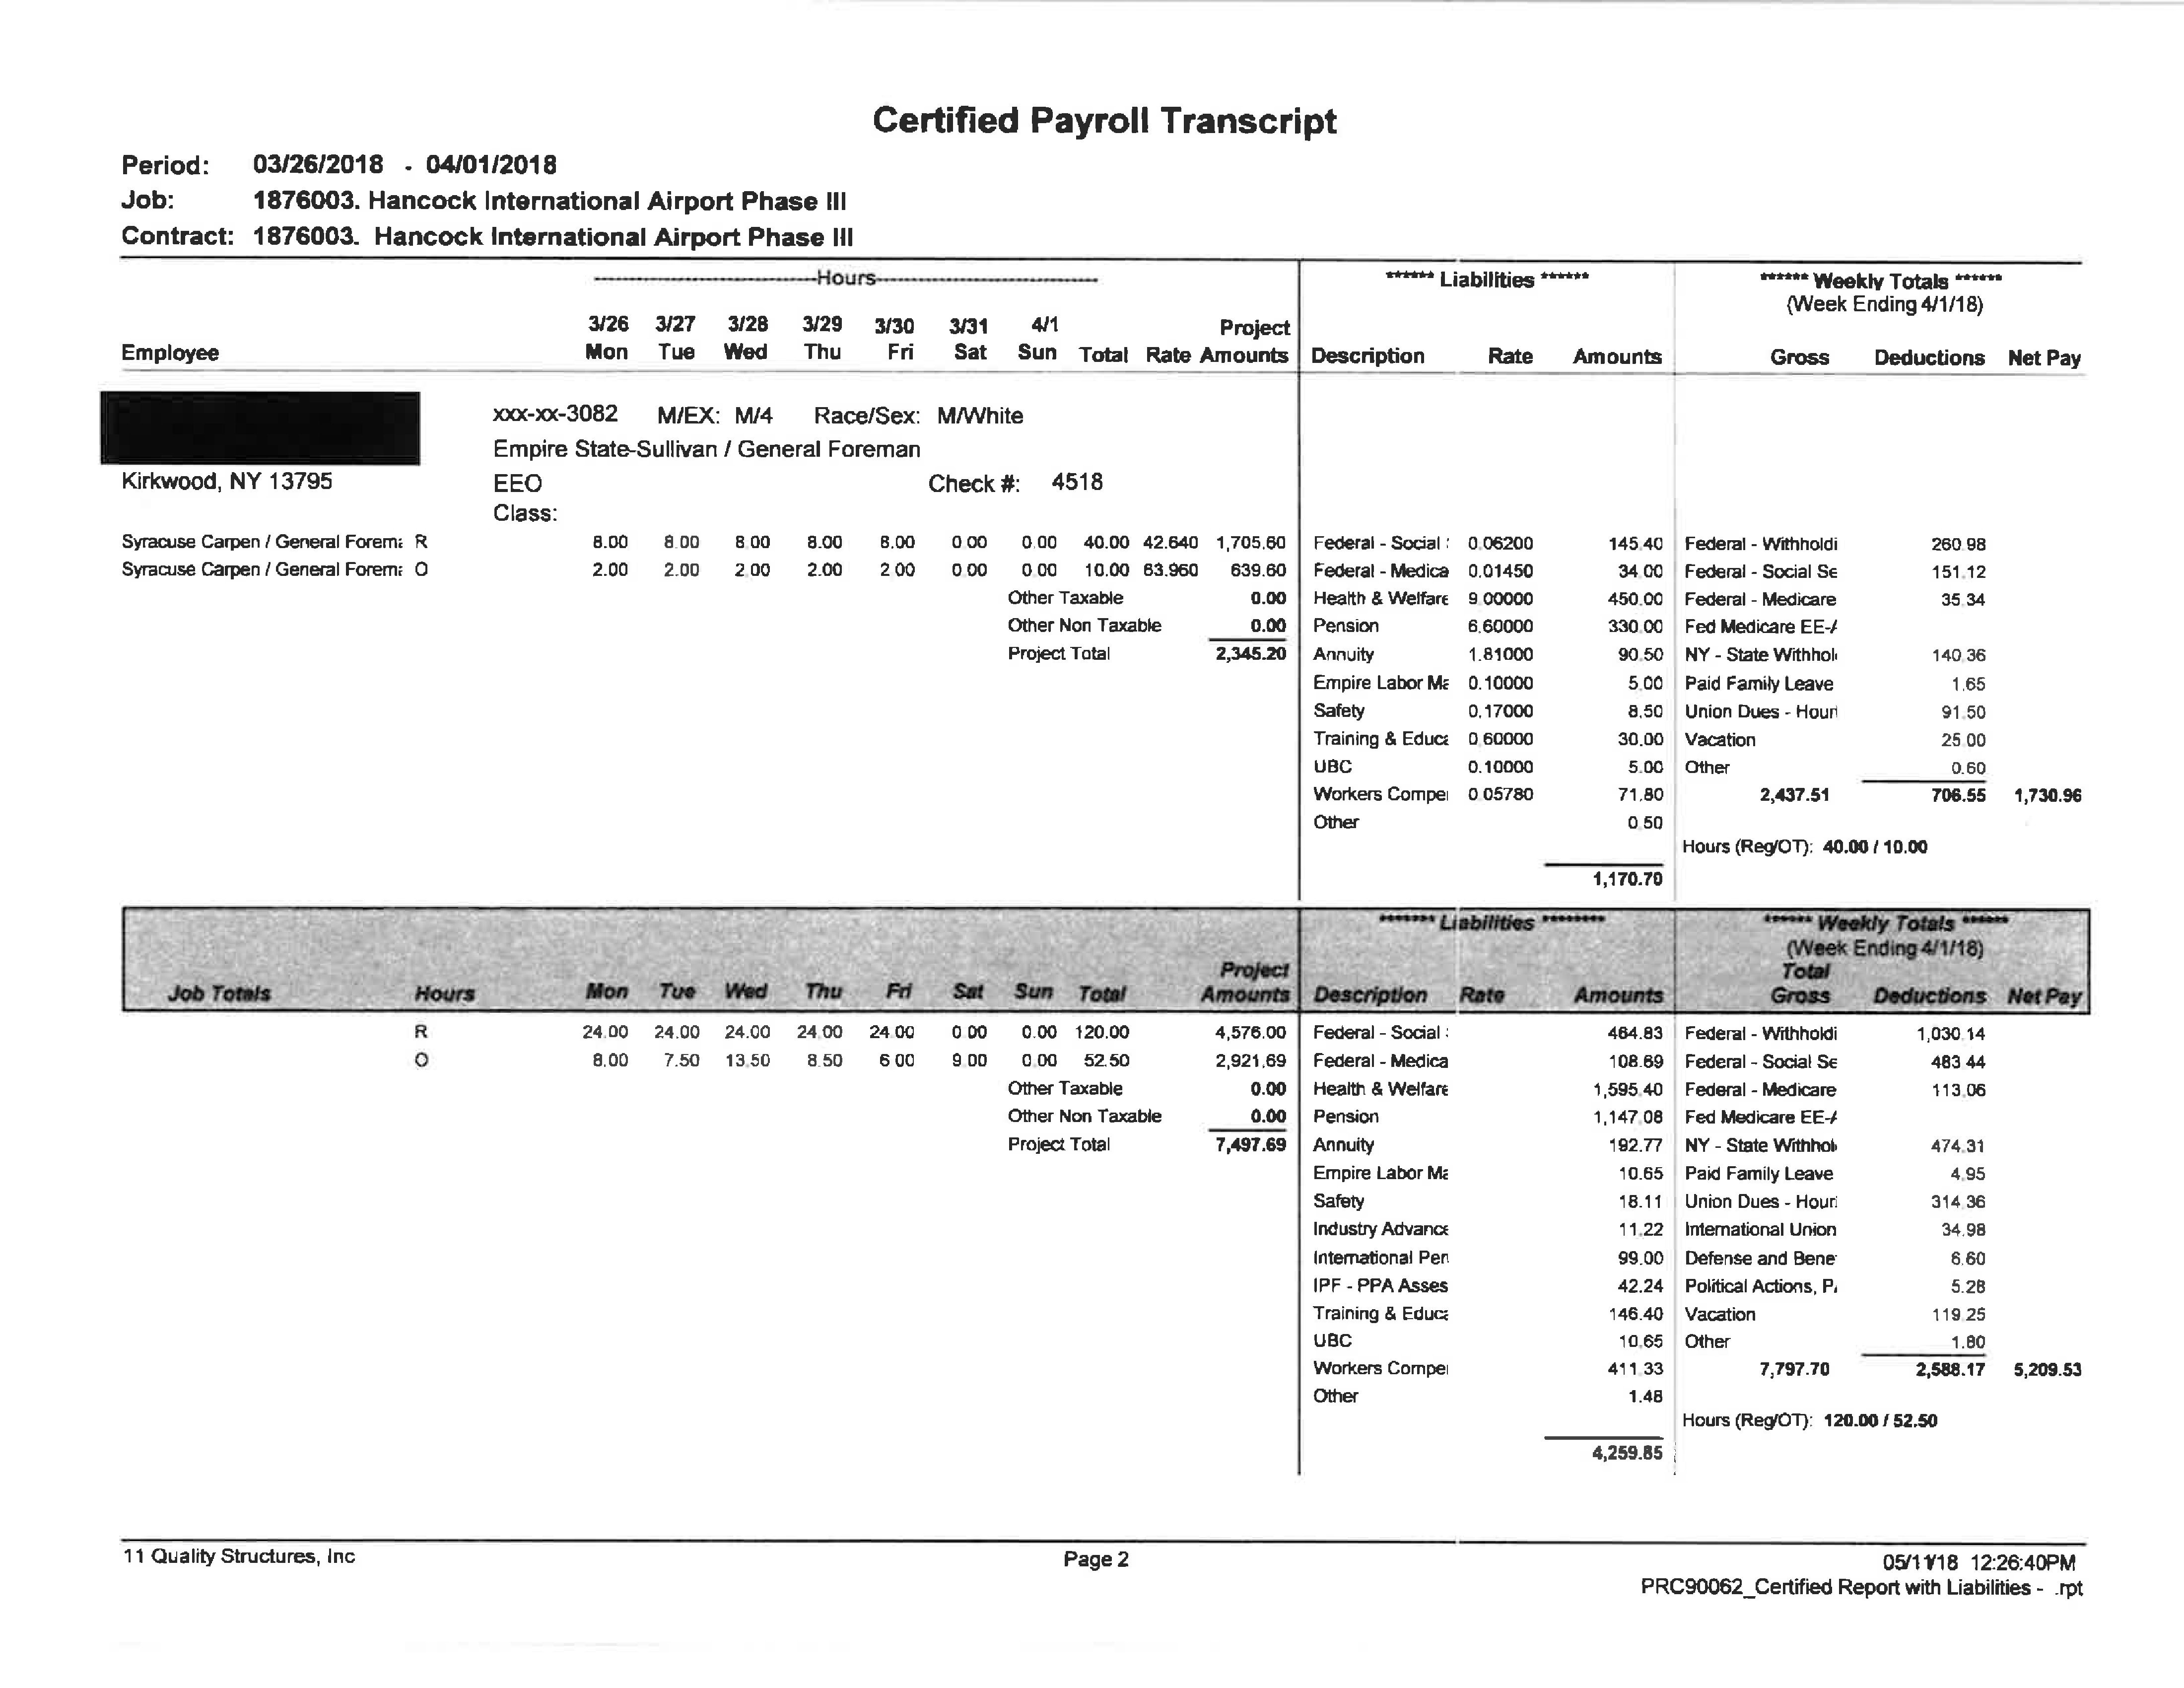 Certified Payroll Transcript
Period: 03/26/2018 - 04/01/2018
Job: 1876003. Hancock International Airport Phase III
Contract: 1876003. Hancock International Airport Phase III
---Hours--- ****** Liabilities ****** ****** Weekly Totals ******
(Week Ending 4/1/18)
3/26 3/27 3/28 3/29 3/30 3/31 4/1 Project
Employee Mon Tue Wed Thu Fri Sat Sun Total Rate Amounts Description Rate Amounts Gross Deductions Net Pay
xxx-xx-3082 M/EX: M/4 Race/Sex: M/White
Empire State-Sullivan / General Foreman
Kirkwood, NY 13795 EEO Check #: 4518
Class:
Syracuse Carpen / General Forema R 8.00 8.00 8.00 8.00 8.00 0.00 0.00 40.00 42.640 1,705.60 Federal - Social : 0.06200 145.40 Federal - Withholdi 260.98
Syracuse Carpen / General Forema O 2.00 2.00 2.00 2.00 2.00 0.00 0.00 10.00 63.960 639.60 Federal - Medica 0.01450 34.00 Federal - Social Se 151.12
Other Taxable 0.00 Health & Welfare 9.00000 450.00 Federal - Medicare 35.34
Other Non Taxable 0.00 Pension 6.60000 330.00 Fed Medicare EE-A
Project Total 2,345.20 Annuity 1.81000 90.50 NY - State Withhol 140.36
Empire Labor Ma 0.10000 5.00 Paid Family Leave 1.65
Safety 0.17000 8.50 Union Dues - Hourl 91.50
Training & Educa 0.60000 30.00 Vacation 25.00
UBC 0.10000 5.00 Other 0.60
Workers Compe 0.05780 71.80 2,437.51 706.55 1,730.96
Other 0.50
Hours (Reg/OT): 40.00 / 10.00
1,170.70
******* Liabilities ******** ****** Weekly Totals ******
(Week Ending 4/1/18)
Project Total
Job Totals Hours Mon Tue Wed Thu Fri Sat Sun Total Amounts Description Rate Amounts Gross Deductions Net Pay
R 24.00 24.00 24.00 24.00 24.00 0.00 0.00 120.00 4,576.00 Federal - Social : 464.83 Federal - Withholdi 1,030.14
O 8.00 7.50 13.50 8.50 6.00 9.00 0.00 52.50 2,921.69 Federal - Medica 108.69 Federal - Social Se 483.44
Other Taxable 0.00 Health & Welfare 1,595.40 Federal - Medicare 113.06
Other Non Taxable 0.00 Pension 1,147.08 Fed Medicare EE-A
Project Total 7,497.69 Annuity 192.77 NY - State Withhol 474.31
Empire Labor Ma 10.65 Paid Family Leave 4.95
Safety 18.11 Union Dues - Hourl 314.36
Industry Advance 11.22 International Union 34.98
International Pen 99.00 Defense and Bene 6.60
IPF - PPA Asses 42.24 Political Actions, PA 5.28
Training & Educa 146.40 Vacation 119.25
UBC 10.65 Other 1.80
Workers Compe 411.33 7,797.70 2,588.17 5,209.53
Other 1.48
Hours (Reg/OT): 120.00 / 52.50
4,259.85
11 Quality Structures, Inc Page 2 05/11/18 12:26:40PM
PRC90062_Certified Report with Liabilities - .rpt